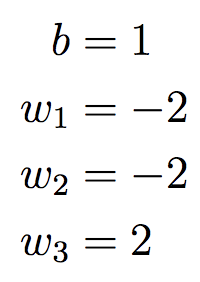 b = 1
w₁ = −2
w₂ = −2
w₃ = 2